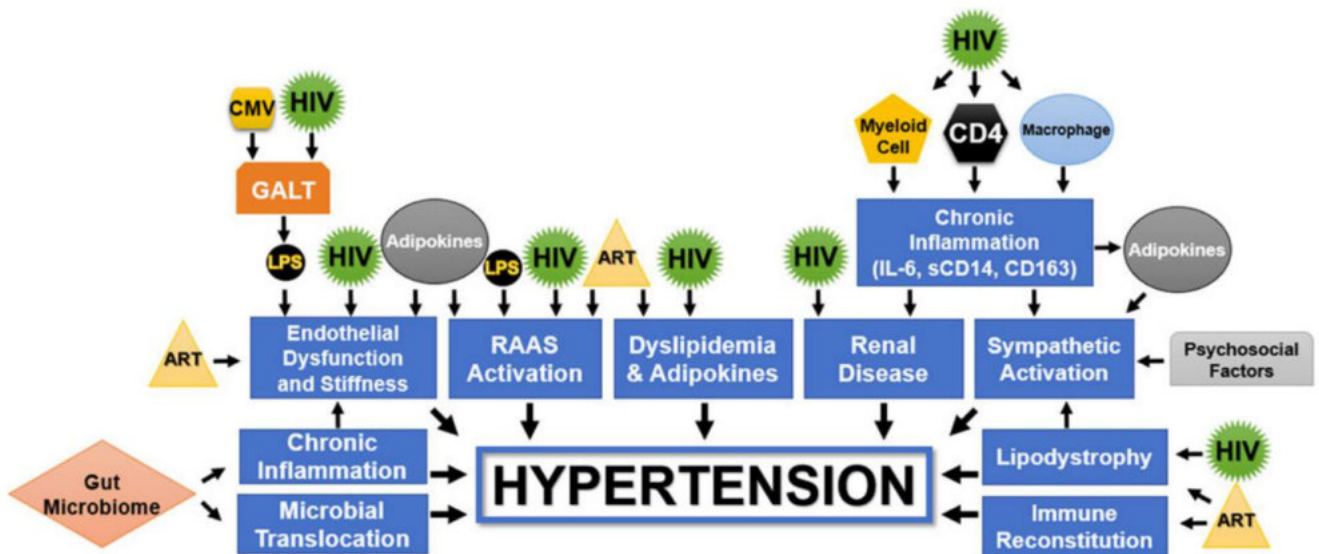 HIV
CMV
HIV
Myeloid
Cell
CD4
Macrophage
GALT
Chronic
Inflammation
(IL-6, sCD14, CD163)
Adipokines
LPS
HIV
Adipokines
LPS
HIV
ART
HIV
HIV
ART
Endothelial
Dysfunction
and Stiffness
RAAS
Activation
Dyslipidemia
& Adipokines
Renal
Disease
Sympathetic
Activation
Psychosocial
Factors
Gut
Microbiome
Chronic
Inflammation
Microbial
Translocation
HYPERTENSION
Lipodystrophy
Immune
Reconstitution
HIV
ART